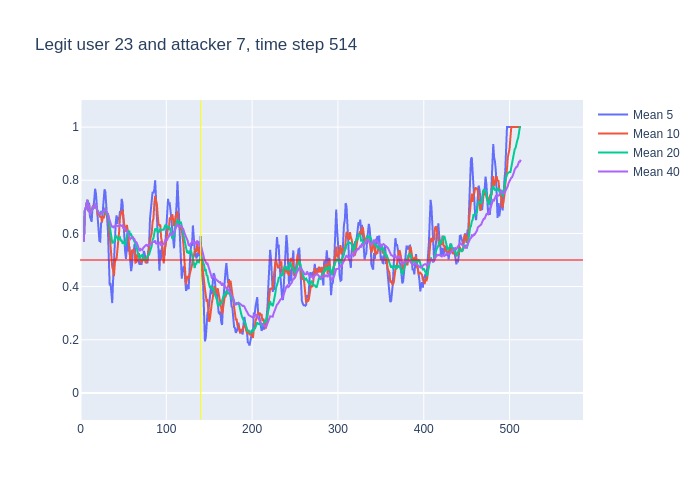 Legit user 23 and attacker 7, time step 514
Mean 5
Mean 10
Mean 20
Mean 40
1
0.8
0.6
0.4
0.2
0
0 100 200 300 400 500